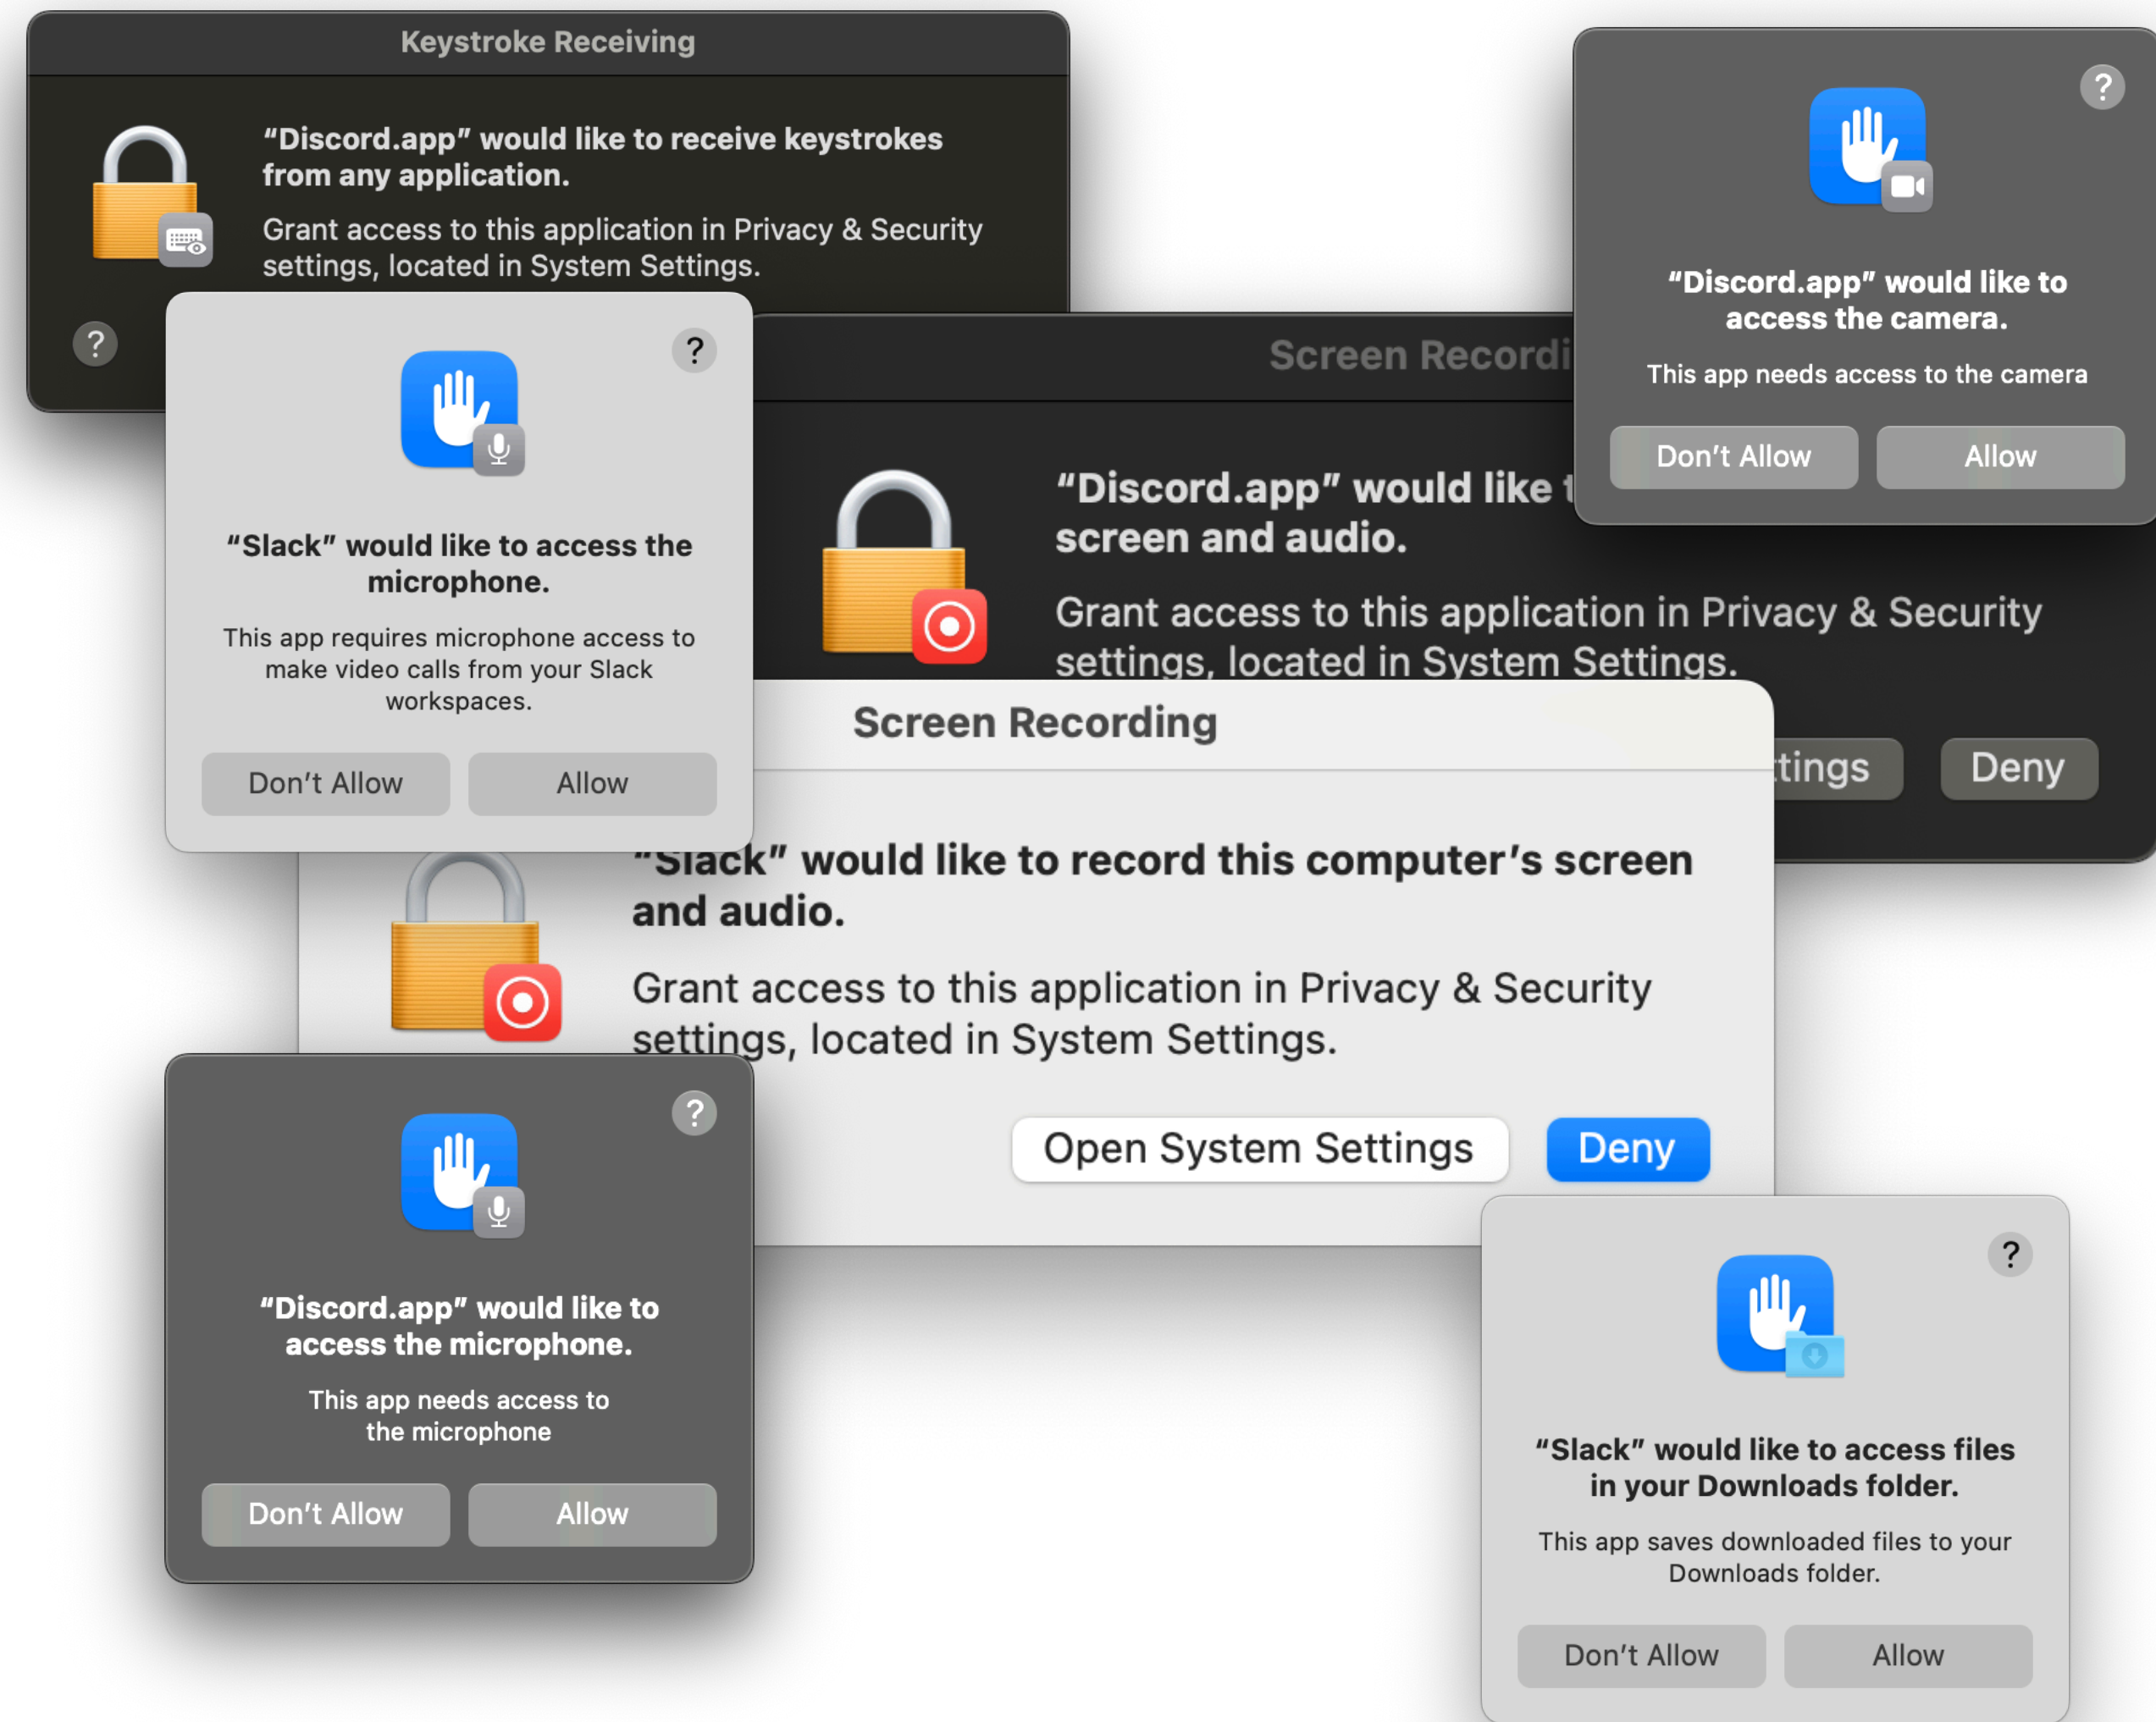 Keystroke Receiving
“Discord.app” would like to receive keystrokes
from any application.
Grant access to this application in Privacy & Security
settings, located in System Settings.
?
?
“Discord.app” would like to
access the camera.
This app needs access to the camera
Don’t Allow
Allow
?
“Slack” would like to access the
microphone.
This app requires microphone access to
make video calls from your Slack
workspaces.
Don’t Allow
Allow
Screen
“Discord.app” would like
screen and audio.
Grant access to this application in Privacy & Security
settings, located in System Settings.
Deny
Screen Recording
“Slack” would like to record this computer’s screen
and audio.
Grant access to this application in Privacy & Security
settings, located in System Settings.
Open System Settings
Deny
?
“Discord.app” would like to
access the microphone.
This app needs access to
the microphone
Don’t Allow
Allow
?
“Slack” would like to access files
in your Downloads folder.
This app saves downloaded files to your
Downloads folder.
Don’t Allow
Allow